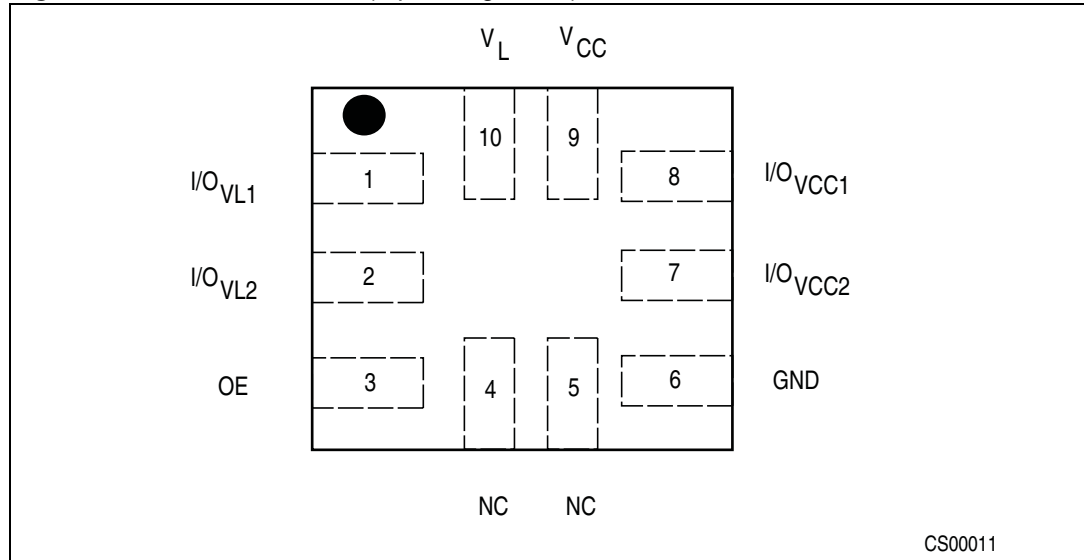 V_L V_CC
10 9
I/O_VL1 1 8 I/O_VCC1
I/O_VL2 2 7 I/O_VCC2
OE 3 4 5 6 GND
NC NC
CS00011